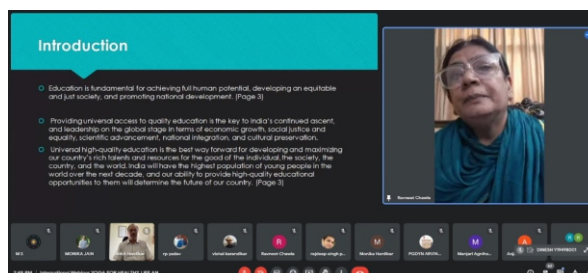 Introduction
Education is fundamental for achieving full human potential, developing an equitable
and just society, and promoting national development. (Page 3)
Providing universal access to quality education is the key to India's continued ascent,
and leadership on the global stage in terms of economic growth, social justice and
equality, scientific advancement, national integration, and cultural preservation.
Universal high-quality education is the best way forward for developing and maximizing
our country's rich talents and resources for the good of the individual, the society, the
country, and the world. India will have the highest population of young people in the
world over the next decade, and our ability to provide high-quality educational
opportunities to them will determine the future of our country. (Page 3)
Ravneet Chawla
MONIKA JAIN
rp yadav
Ravneet Chawla
R
M
M
A
International Webinar